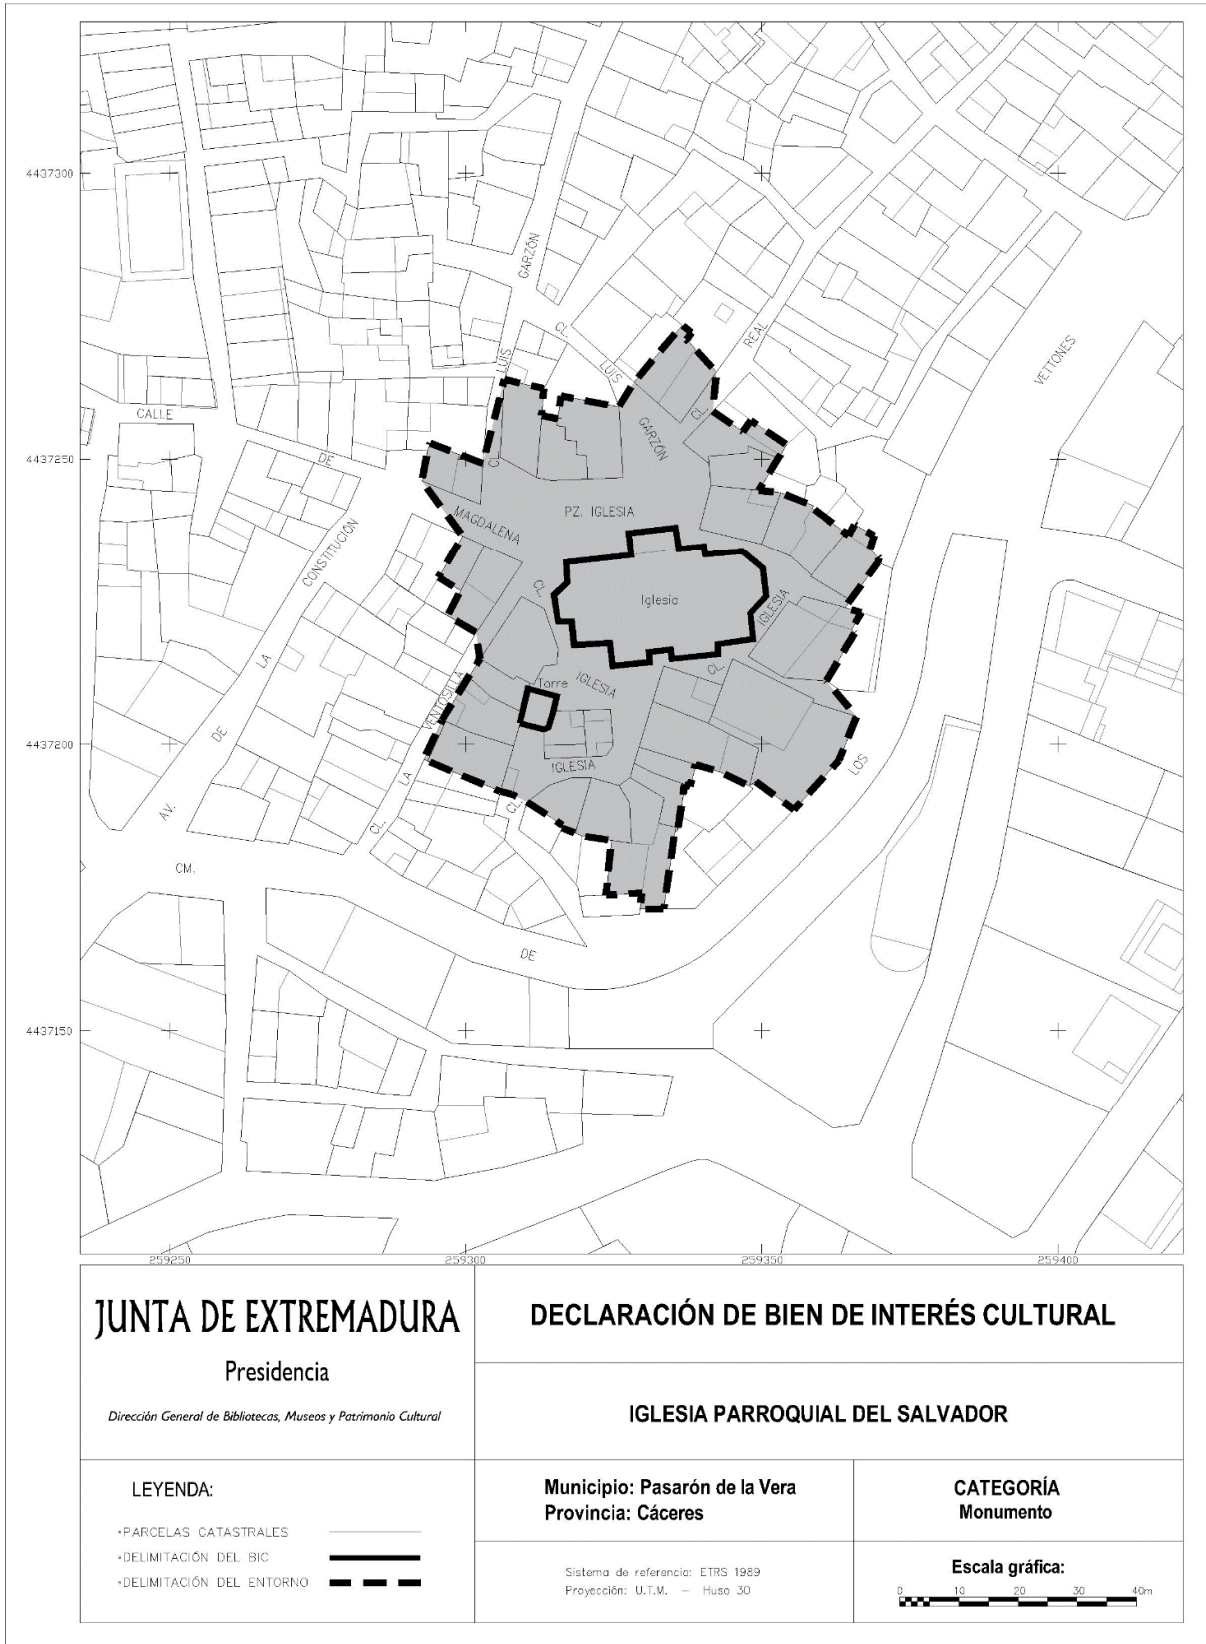 4437300
4437250
4437200
4437150
GARZÓN
LUIS
CL.
CL.
LUIS
GARZÓN
REAL
CL.
VETTONES
CALLE
DE
CONSTITUCIÓN
LA
DE
AV.
MAGDALENA
CL.
PZ. IGLESIA
Iglesia
IGLESIA
CL.
Torre
IGLESIA
IGLESIA
CL.
VENTOSILLA
LA
CL.
LOS
DE
CM.
259250
259300
259350
259400
JUNTA DE EXTREMADURA
Presidencia
Dirección General de Bibliotecas, Museos y Patrimonio Cultural
DECLARACIÓN DE BIEN DE INTERÉS CULTURAL
IGLESIA PARROQUIAL DEL SALVADOR
LEYENDA:
PARCELAS CATASTRALES
DELIMITACIÓN DEL BIC
DELIMITACIÓN DEL ENTORNO
Municipio: Pasarón de la Vera
Provincia: Cáceres
CATEGORÍA
Monumento
Sistema de referencia: ETRS 1989
Proyección: U.T.M. - Huso 30
Escala gráfica:
0 10 20 30 40m